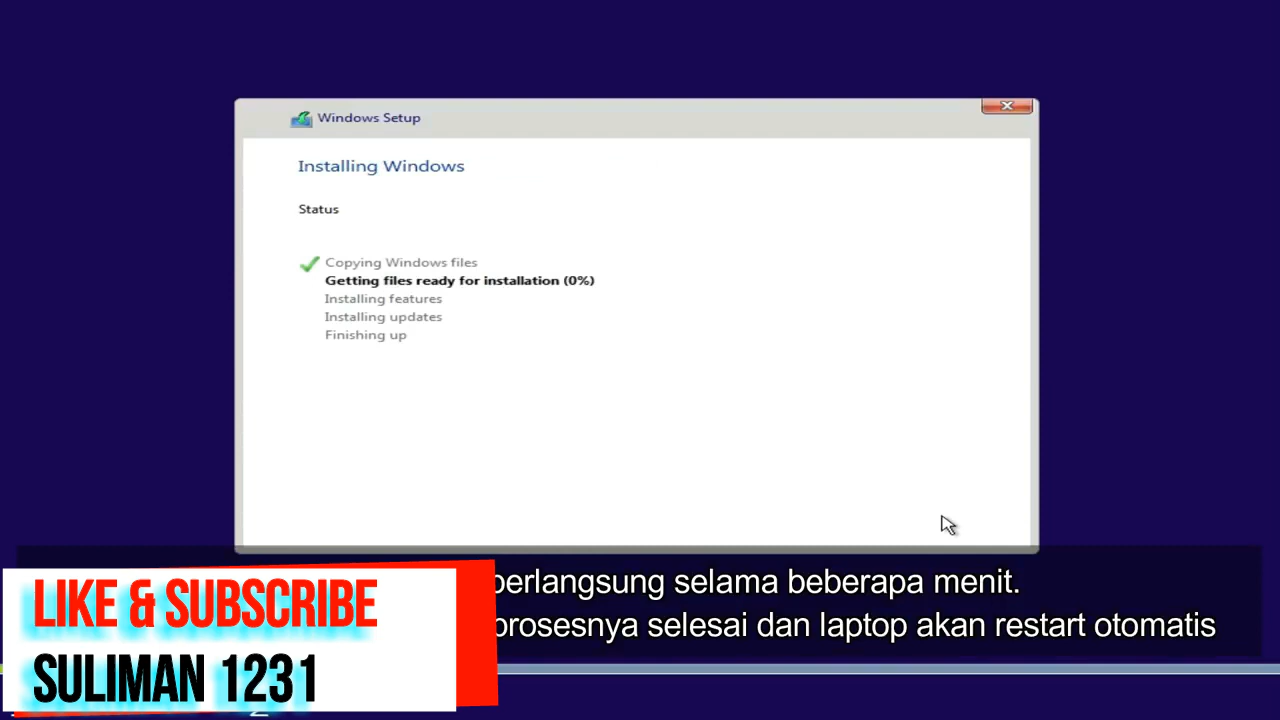 Windows Setup
Installing Windows
Status
Copying Windows files
Getting files ready for installation (0%)
Installing features
Installing updates
Finishing up
berlangsung selama beberapa menit.
prosesnya selesai dan laptop akan restart otomatis
LIKE & SUBSCRIBE
SULIMAN 1231